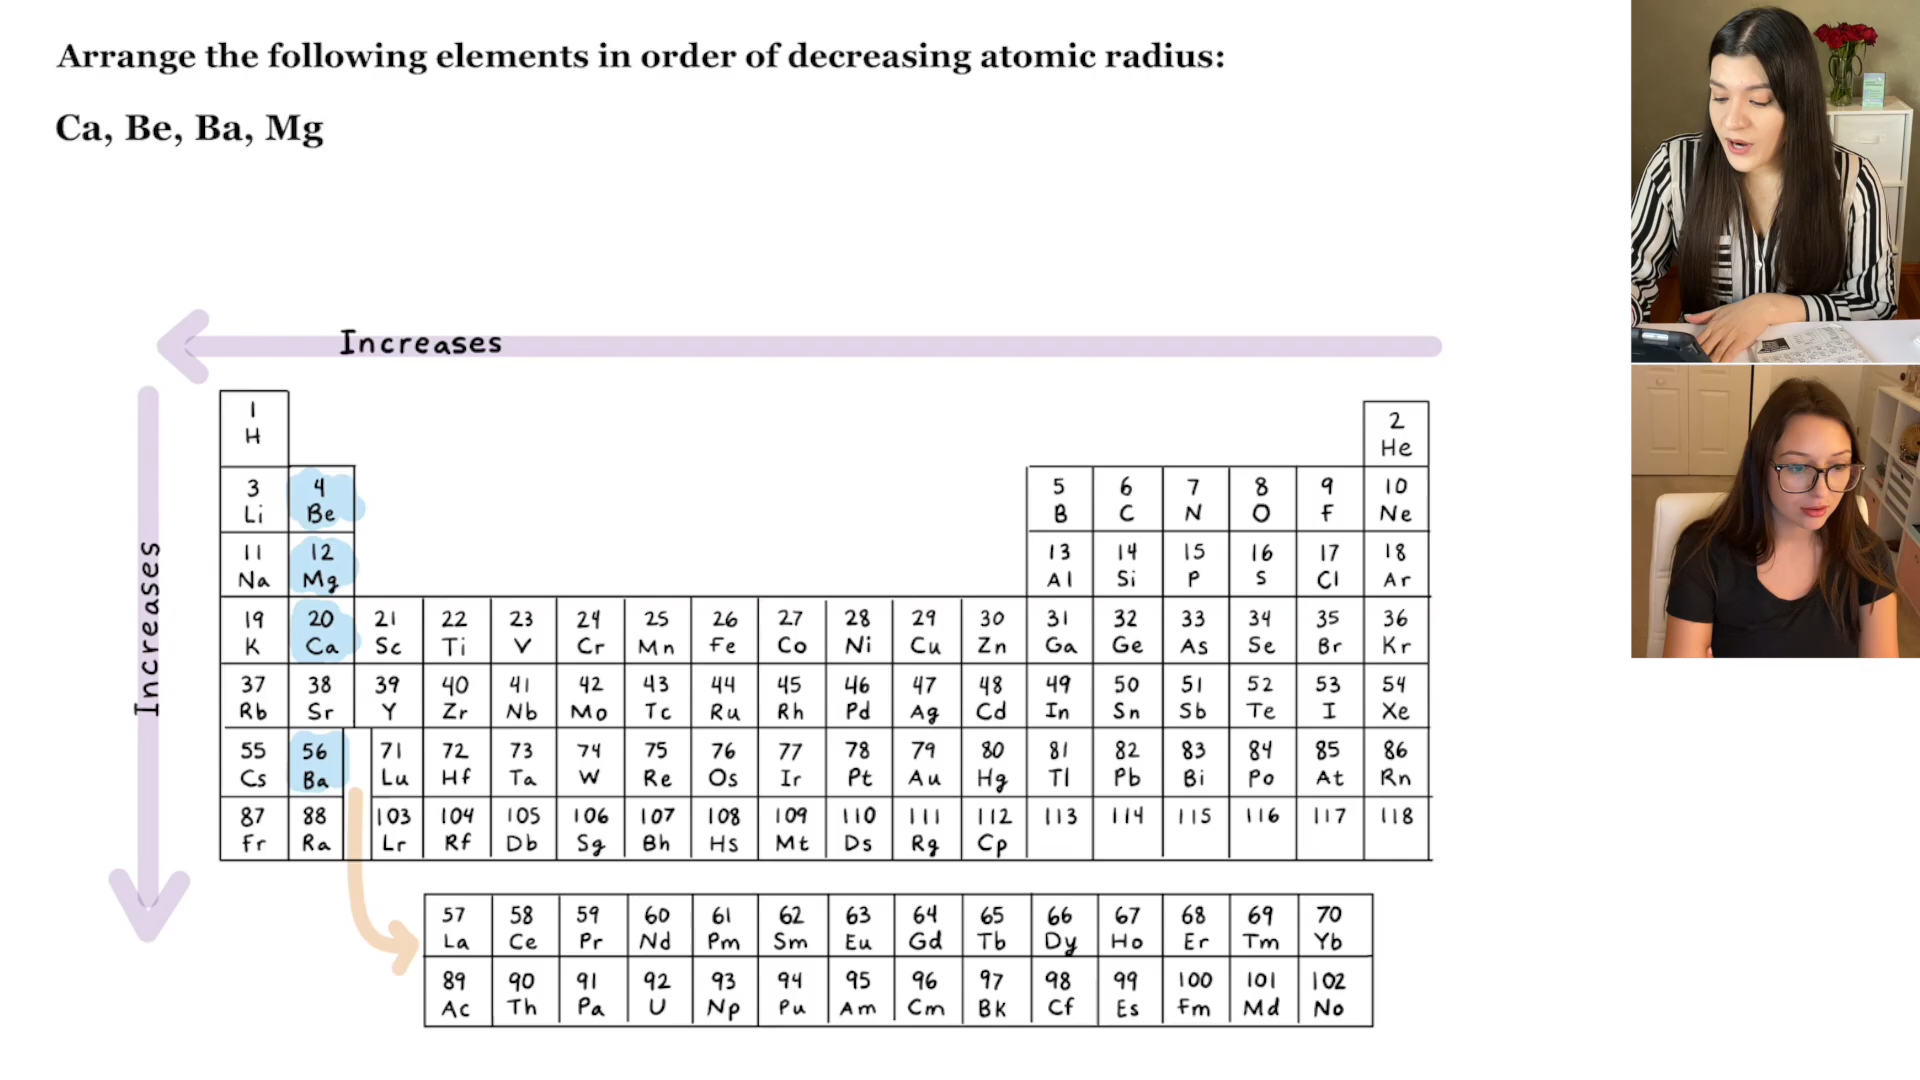 Arrange the following elements in order of decreasing atomic radius:
Ca, Be, Ba, Mg
Increases
Increases
1 2
H He
3 4 5 6 7 8 9 10
Li Be B C N O F Ne
11 12 13 14 15 16 17 18
Na Mg Al Si P S Cl Ar
19 20 21 22 23 24 25 26 27 28 29 30 31 32 33 34 35 36
K Ca Sc Ti V Cr Mn Fe Co Ni Cu Zn Ga Ge As Se Br Kr
37 38 39 40 41 42 43 44 45 46 47 48 49 50 51 52 53 54
Rb Sr Y Zr Nb Mo Tc Ru Rh Pd Ag Cd In Sn Sb Te I Xe
55 56 71 72 73 74 75 76 77 78 79 80 81 82 83 84 85 86
Cs Ba Lu Hf Ta W Re Os Ir Pt Au Hg Tl Pb Bi Po At Rn
87 88 103 104 105 106 107 108 109 110 111 112 113 114 115 116 117 118
Fr Ra Lr Rf Db Sg Bh Hs Mt Ds Rg Cp
57 58 59 60 61 62 63 64 65 66 67 68 69 70
La Ce Pr Nd Pm Sm Eu Gd Tb Dy Ho Er Tm Yb
89 90 91 92 93 94 95 96 97 98 99 100 101 102
Ac Th Pa U Np Pu Am Cm Bk Cf Es Fm Md No